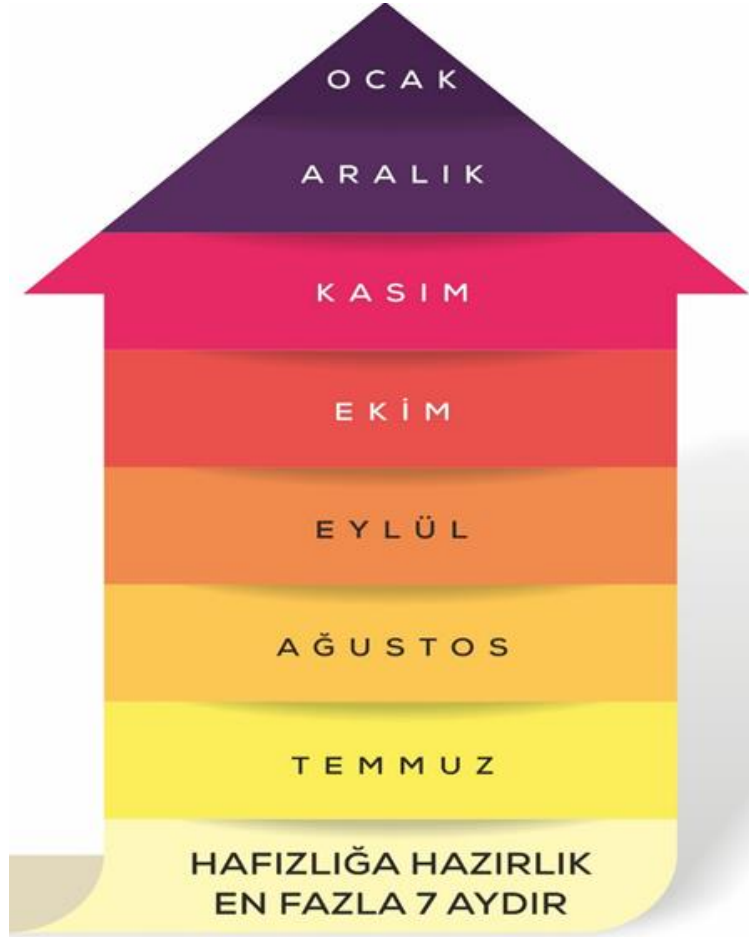 OCAK
ARALIK
KASIM
EKİM
EYLÜL
AĞUSTOS
TEMMUZ
HAFIZLIĞA HAZIRLIK
EN FAZLA 7 AYDIR